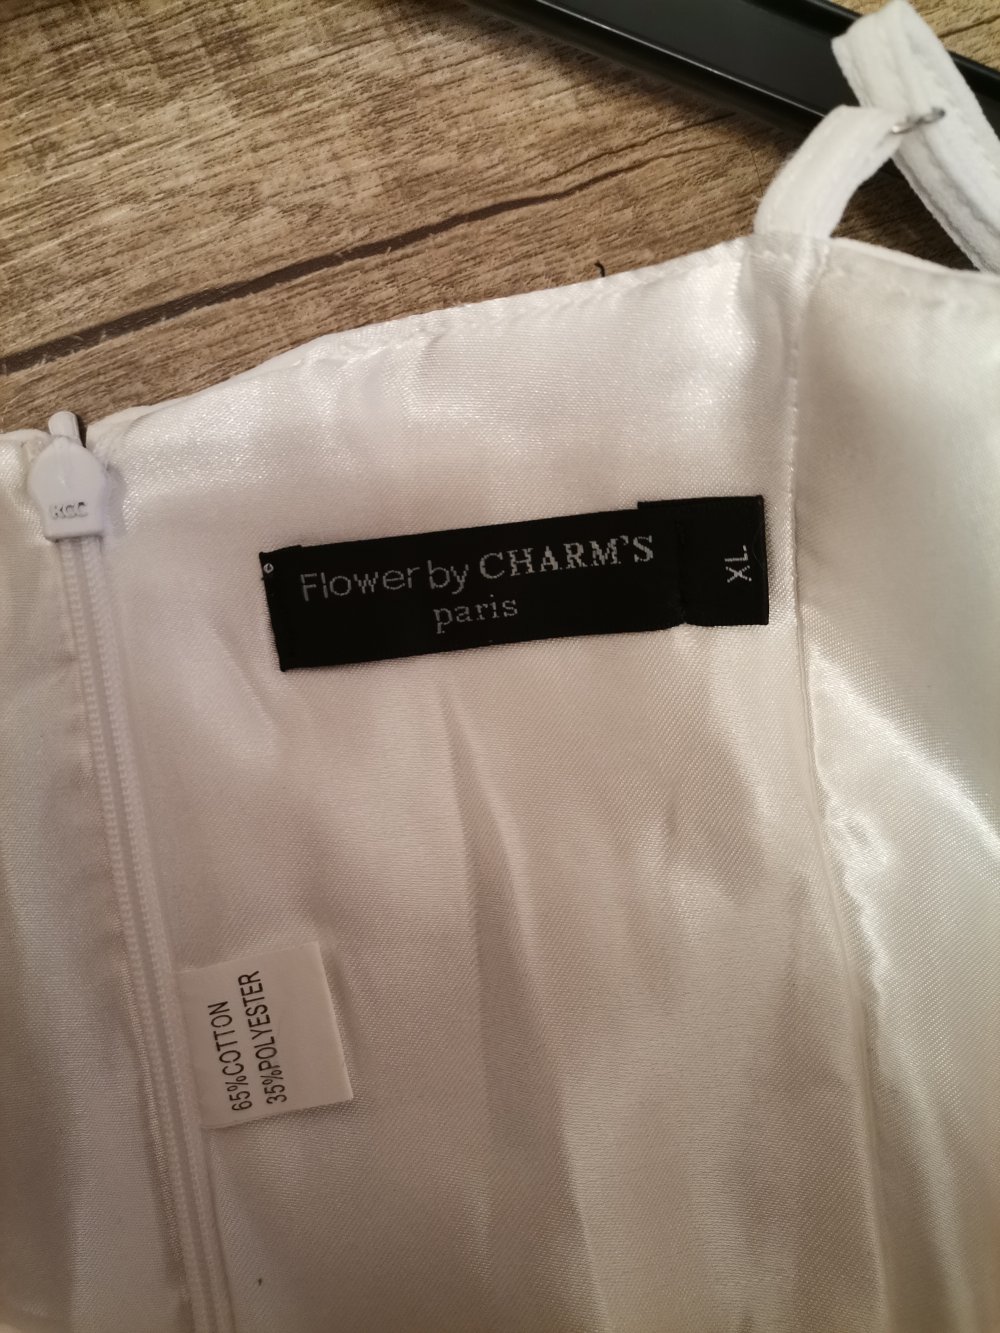 Flower by CHARM'S
paris
XL
65%COTTON
35%POLYESTER